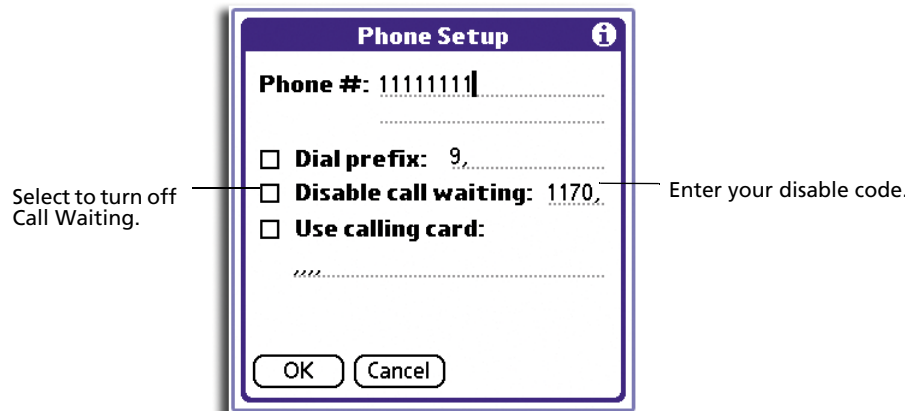 Phone Setup
Phone #: 11111111
Dial prefix: 9,
Select to turn off
Call Waiting.
Disable call waiting: 1170,
Enter your disable code.
Use calling card:
,,,,
OK Cancel